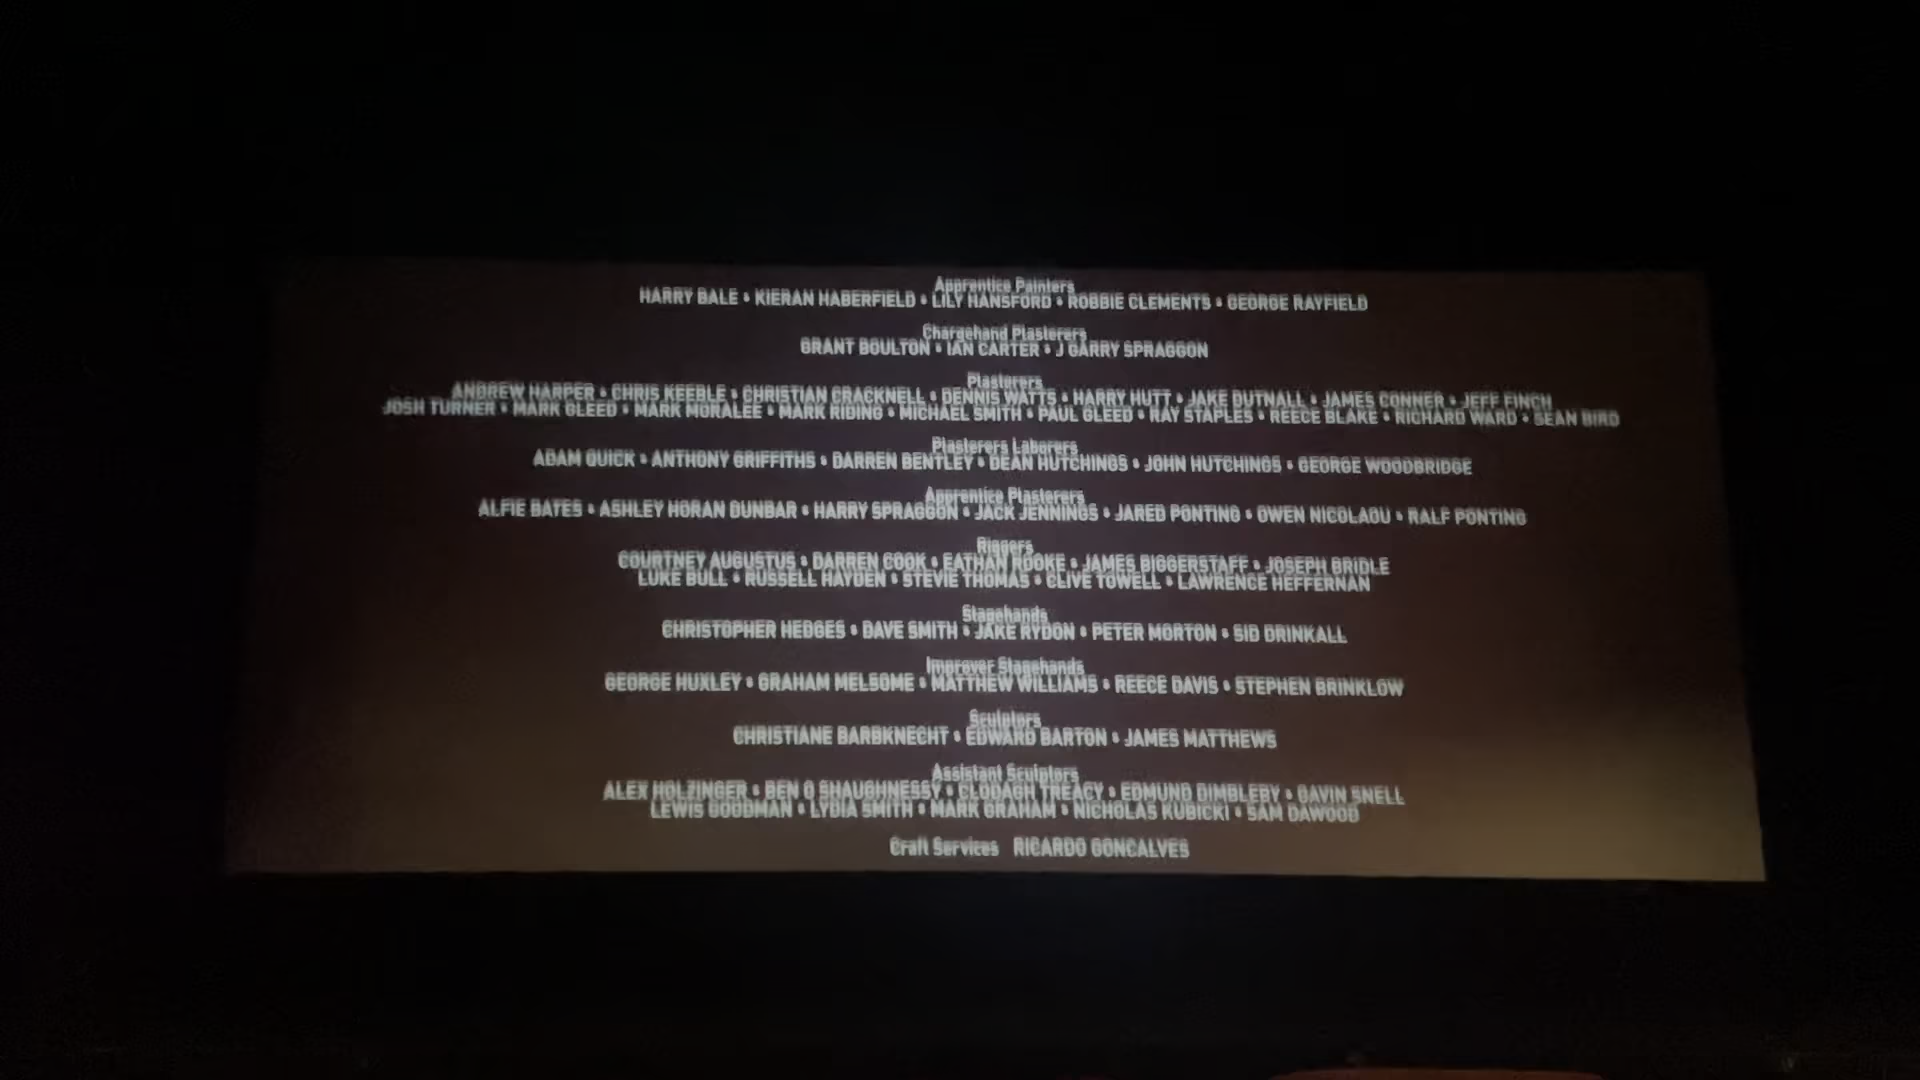 Apprentice Painters
HARRY BALE • KIERAN HABERFIELD • LILY HANSFORD • ROBBIE CLEMENTS • GEORGE RAYFIELD
Chargehand Plasterers
GRANT BOULTON • IAN CARTER • J GARRY SPRAGGON
Plasterers
ANDREW HARPER • CHRIS KEEBLE • CHRISTIAN CRACKNELL • DENNIS WATTS • HARRY HUTT • JAKE DUTNALL • JAMES CONNER • JEFF FINCH
JOSH TURNER • MARK GLEED • MARK MORALEE • MARK RIDING • MICHAEL SMITH • PAUL GLEED • RAY STAPLES • REECE BLAKE • RICHARD WARD • SEAN BIRD
Plasterers Laborers
ADAM QUICK • ANTHONY GRIFFITHS • DARREN BENTLEY • DEAN HUTCHINGS • JOHN HUTCHINGS • GEORGE WOODBRIDGE
Apprentice Plasterers
ALFIE BATES • ASHLEY HORAN DUNBAR • HARRY SPRAGGON • JACK JENNINGS • JARED PONTING • OWEN NICOLAOU • RALF PONTING
Riggers
COURTNEY AUGUSTUS • DARREN COOK • EATHAN ROOKE • JAMES BIGGERSTAFF • JOSEPH BRIDLE
LUKE BULL • RUSSELL HAYDEN • STEVIE THOMAS • CLIVE TOWELL • LAWRENCE HEFFERNAN
Stagehands
CHRISTOPHER HEDGES • DAVE SMITH • JAKE RYDON • PETER MORTON • SID DRINKALL
Improver Stagehands
GEORGE HUXLEY • GRAHAM MELSOME • MATTHEW WILLIAMS • REECE DAVIS • STEPHEN BRINKLOW
Sculptors
CHRISTIANE BARBKNECHT • EDWARD BARTON • JAMES MATTHEWS
Assistant Sculptors
ALEX HOLZINGER • BEN O SHAUGHNESSY • CLODAGH TREACY • EDMUND DIMBLEBY • GAVIN SNELL
LEWIS GOODMAN • LYDIA SMITH • MARK GRAHAM • NICHOLAS KUBICKI • SAM DAWOOD
Craft Services RICARDO GONCALVES